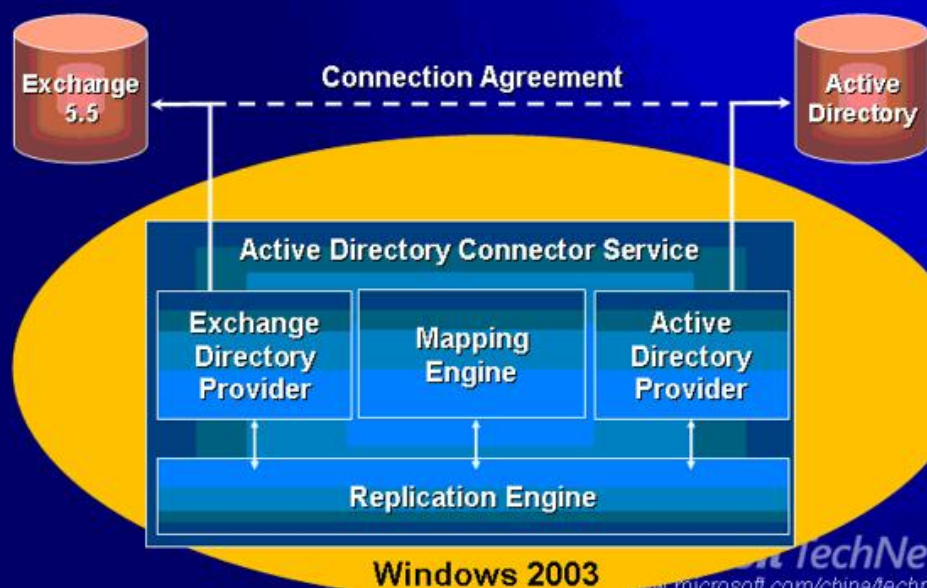 Exchange
5.5
Connection Agreement
Active
Directory
Active Directory Connector Service
Exchange
Directory
Provider
Mapping
Engine
Active
Directory
Provider
Replication Engine
Windows 2003